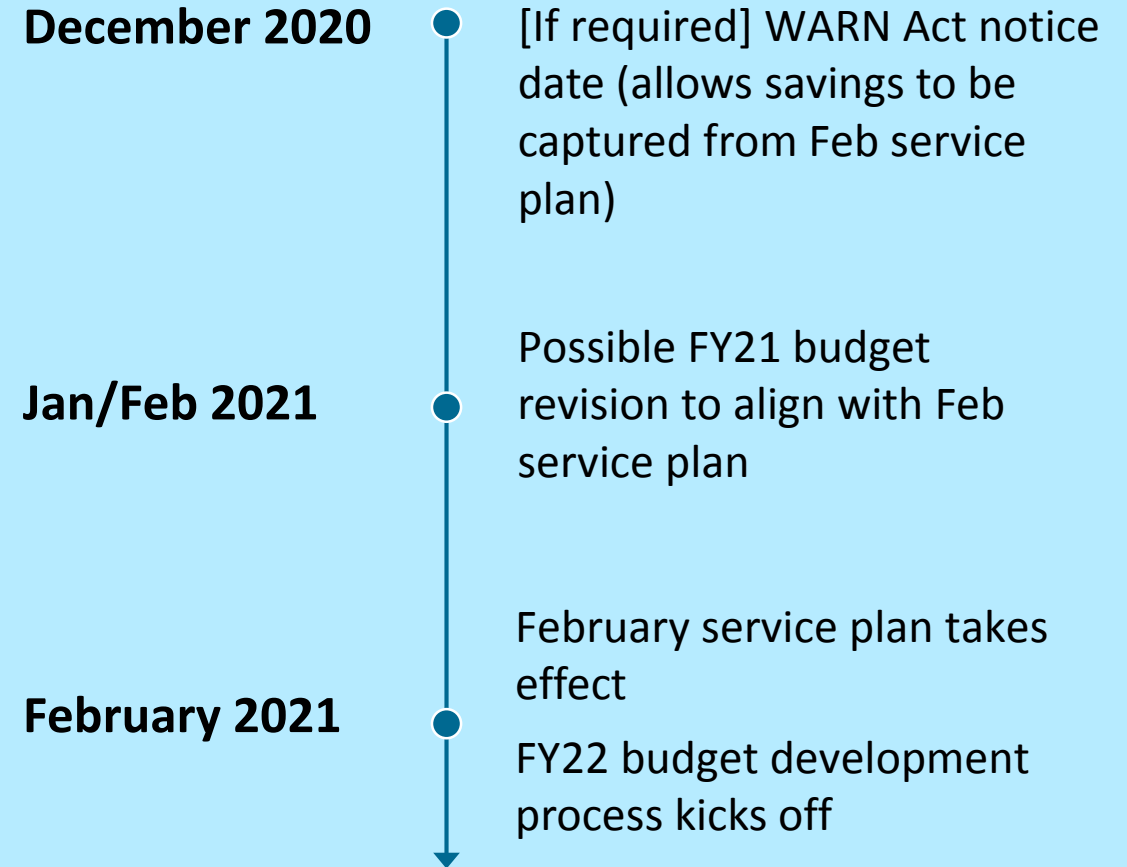 December 2020
[If required] WARN Act notice
date (allows savings to be
captured from Feb service
plan)
Jan/Feb 2021
Possible FY21 budget
revision to align with Feb
service plan
February 2021
February service plan takes
effect
FY22 budget development
process kicks off